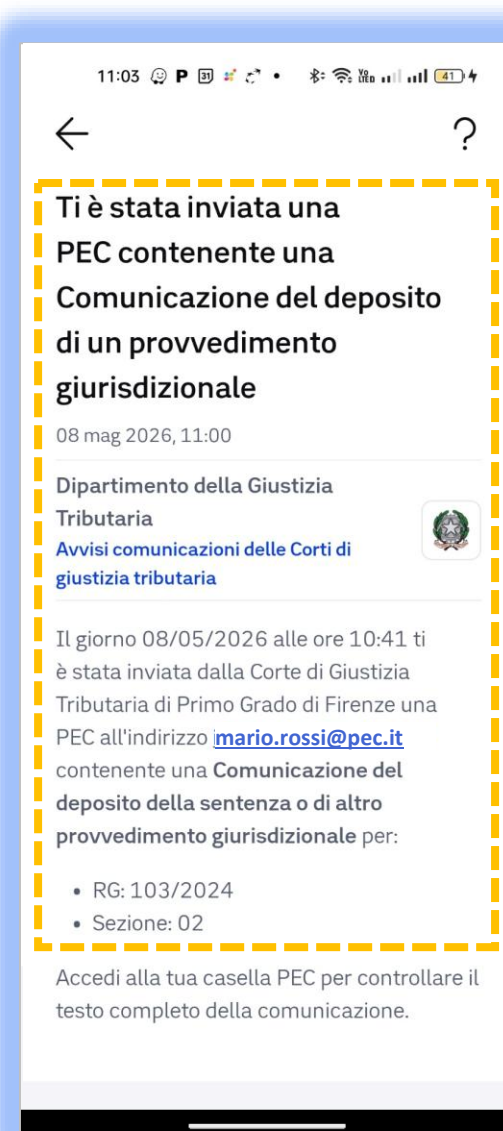 11:03
Ti è stata inviata una
PEC contenente una
Comunicazione del deposito
di un provvedimento
giurisdizionale
08 mag 2026, 11:00
Dipartimento della Giustizia
Tributaria
Avvisi comunicazioni delle Corti di
giustizia tributaria
Il giorno 08/05/2026 alle ore 10:41 ti
è stata inviata dalla Corte di Giustizia
Tributaria di Primo Grado di Firenze una
PEC all'indirizzo mario.rossi@pec.it
contenente una Comunicazione del
deposito della sentenza o di altro
provvedimento giurisdizionale per:
• RG: 103/2024
• Sezione: 02
Accedi alla tua casella PEC per controllare il
testo completo della comunicazione.